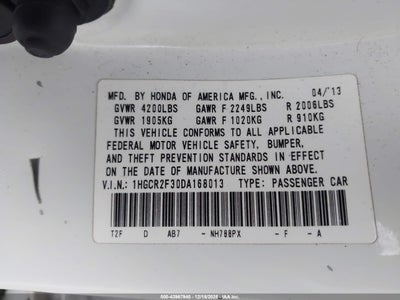 MFD. BY HONDA OF AMERICA MFG., INC. 04/13
GVWR 4200LBS GAWR F 2249LBS R 2006LBS
GVWR 1905KG GAWR F 1020KG R 910KG
THIS VEHICLE CONFORMS TO ALL APPLICABLE
FEDERAL MOTOR VEHICLE SAFETY, BUMPER,
AND THEFT PREVENTION STANDARDS IN EFFECT
ON THE DATE OF MANUFACTURE SHOWN ABOVE.
V.I.N.: 1HGCR2F30DA168013 TYPE: PASSENGER CAR
T2F D AB7 - NH788PX - F - A